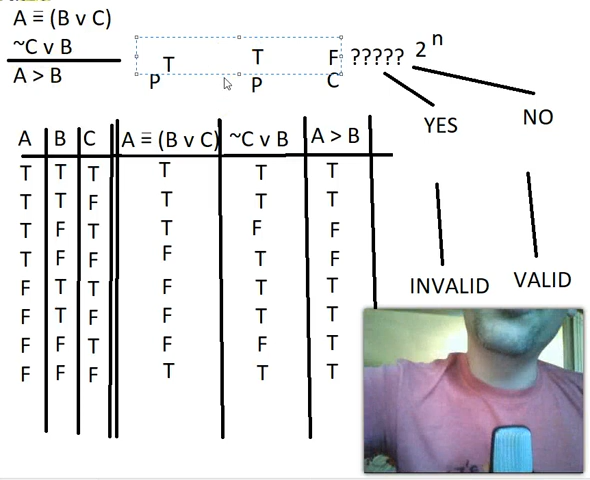 A ≡ (B v C)
~C v B
A > B
T T F ????? 2^n
P P C
YES NO
INVALID VALID
A B C A ≡ (B v C) ~C v B A > B
T T T T T T
T T F T T T
T F T T F F
T F F F T F
F T T F T T
F T F F T T
F F T F F T
F F F T T T